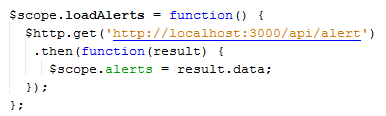 $scope.loadAlerts = function() {
$http.get('http://localhost:3000/api/alert')
.then(function(result) {
$scope.alerts = result.data;
});
};